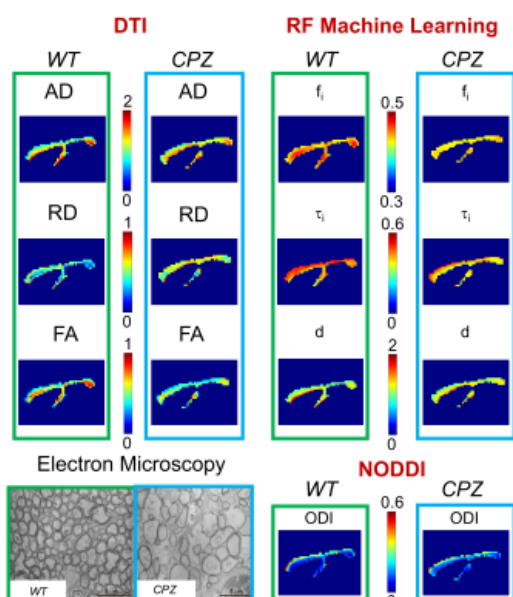 DTI RF Machine Learning
WT CPZ WT CPZ
AD 2 AD fᵢ 0.5 fᵢ
0 0.3
RD 1 RD τᵢ 0.6 τᵢ
0 0
FA 1 FA d 2 d
0 0
Electron Microscopy NODDI
WT CPZ
0.6
ODI ODI
WT CPZ